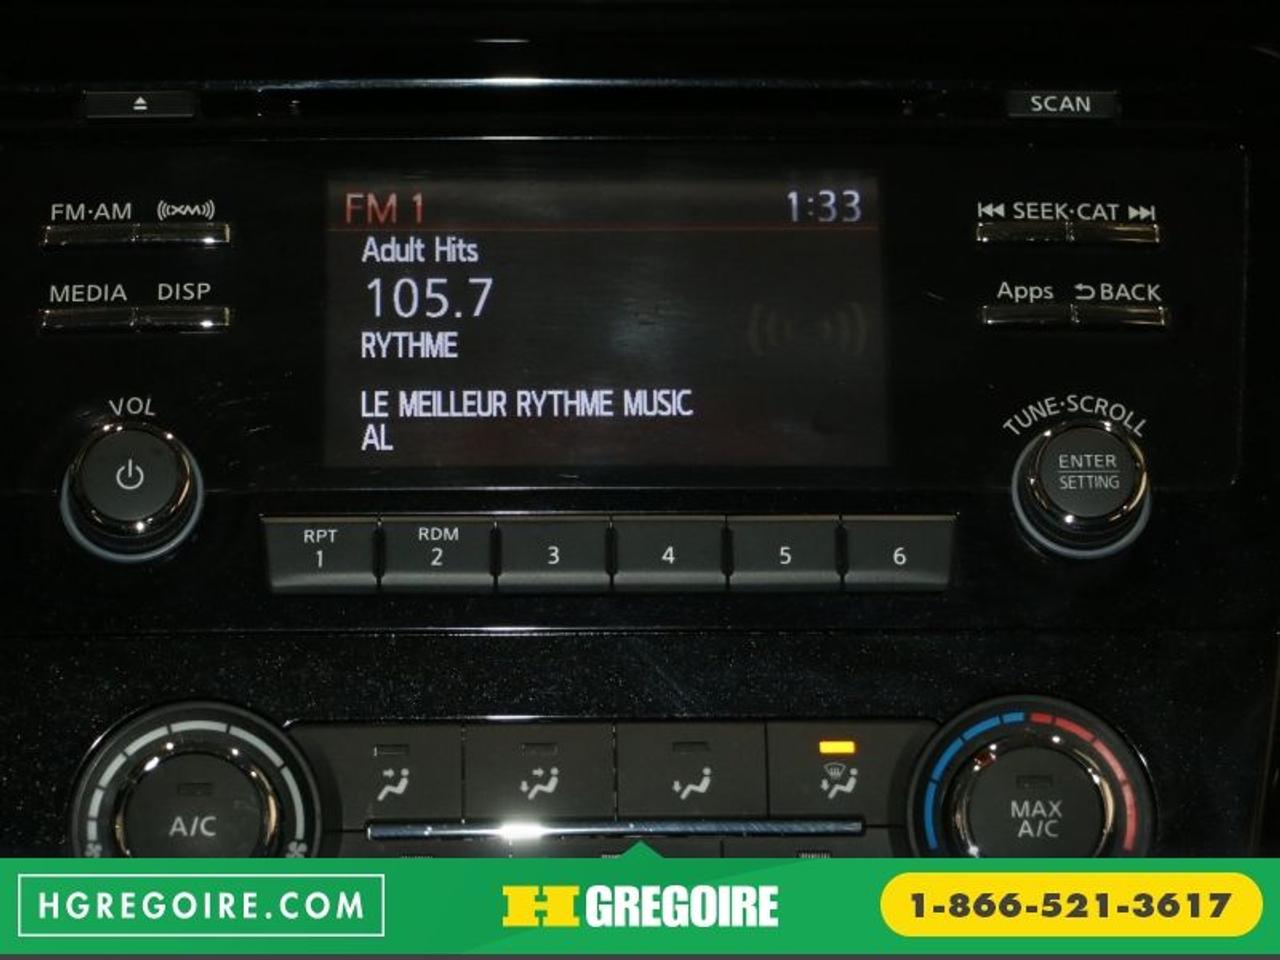 SCAN
FM·AM XM
FM 1 1:33
SEEK·CAT
Adult Hits
105.7
MEDIA DISP
Apps BACK
RYTHME
LE MEILLEUR RYTHME MUSIC
AL
VOL
TUNE·SCROLL
ENTER
SETTING
RPT RDM
1 2 3 4 5 6
A/C
MAX
A/C
HGREGOIRE.COM H GREGOIRE 1-866-521-3617